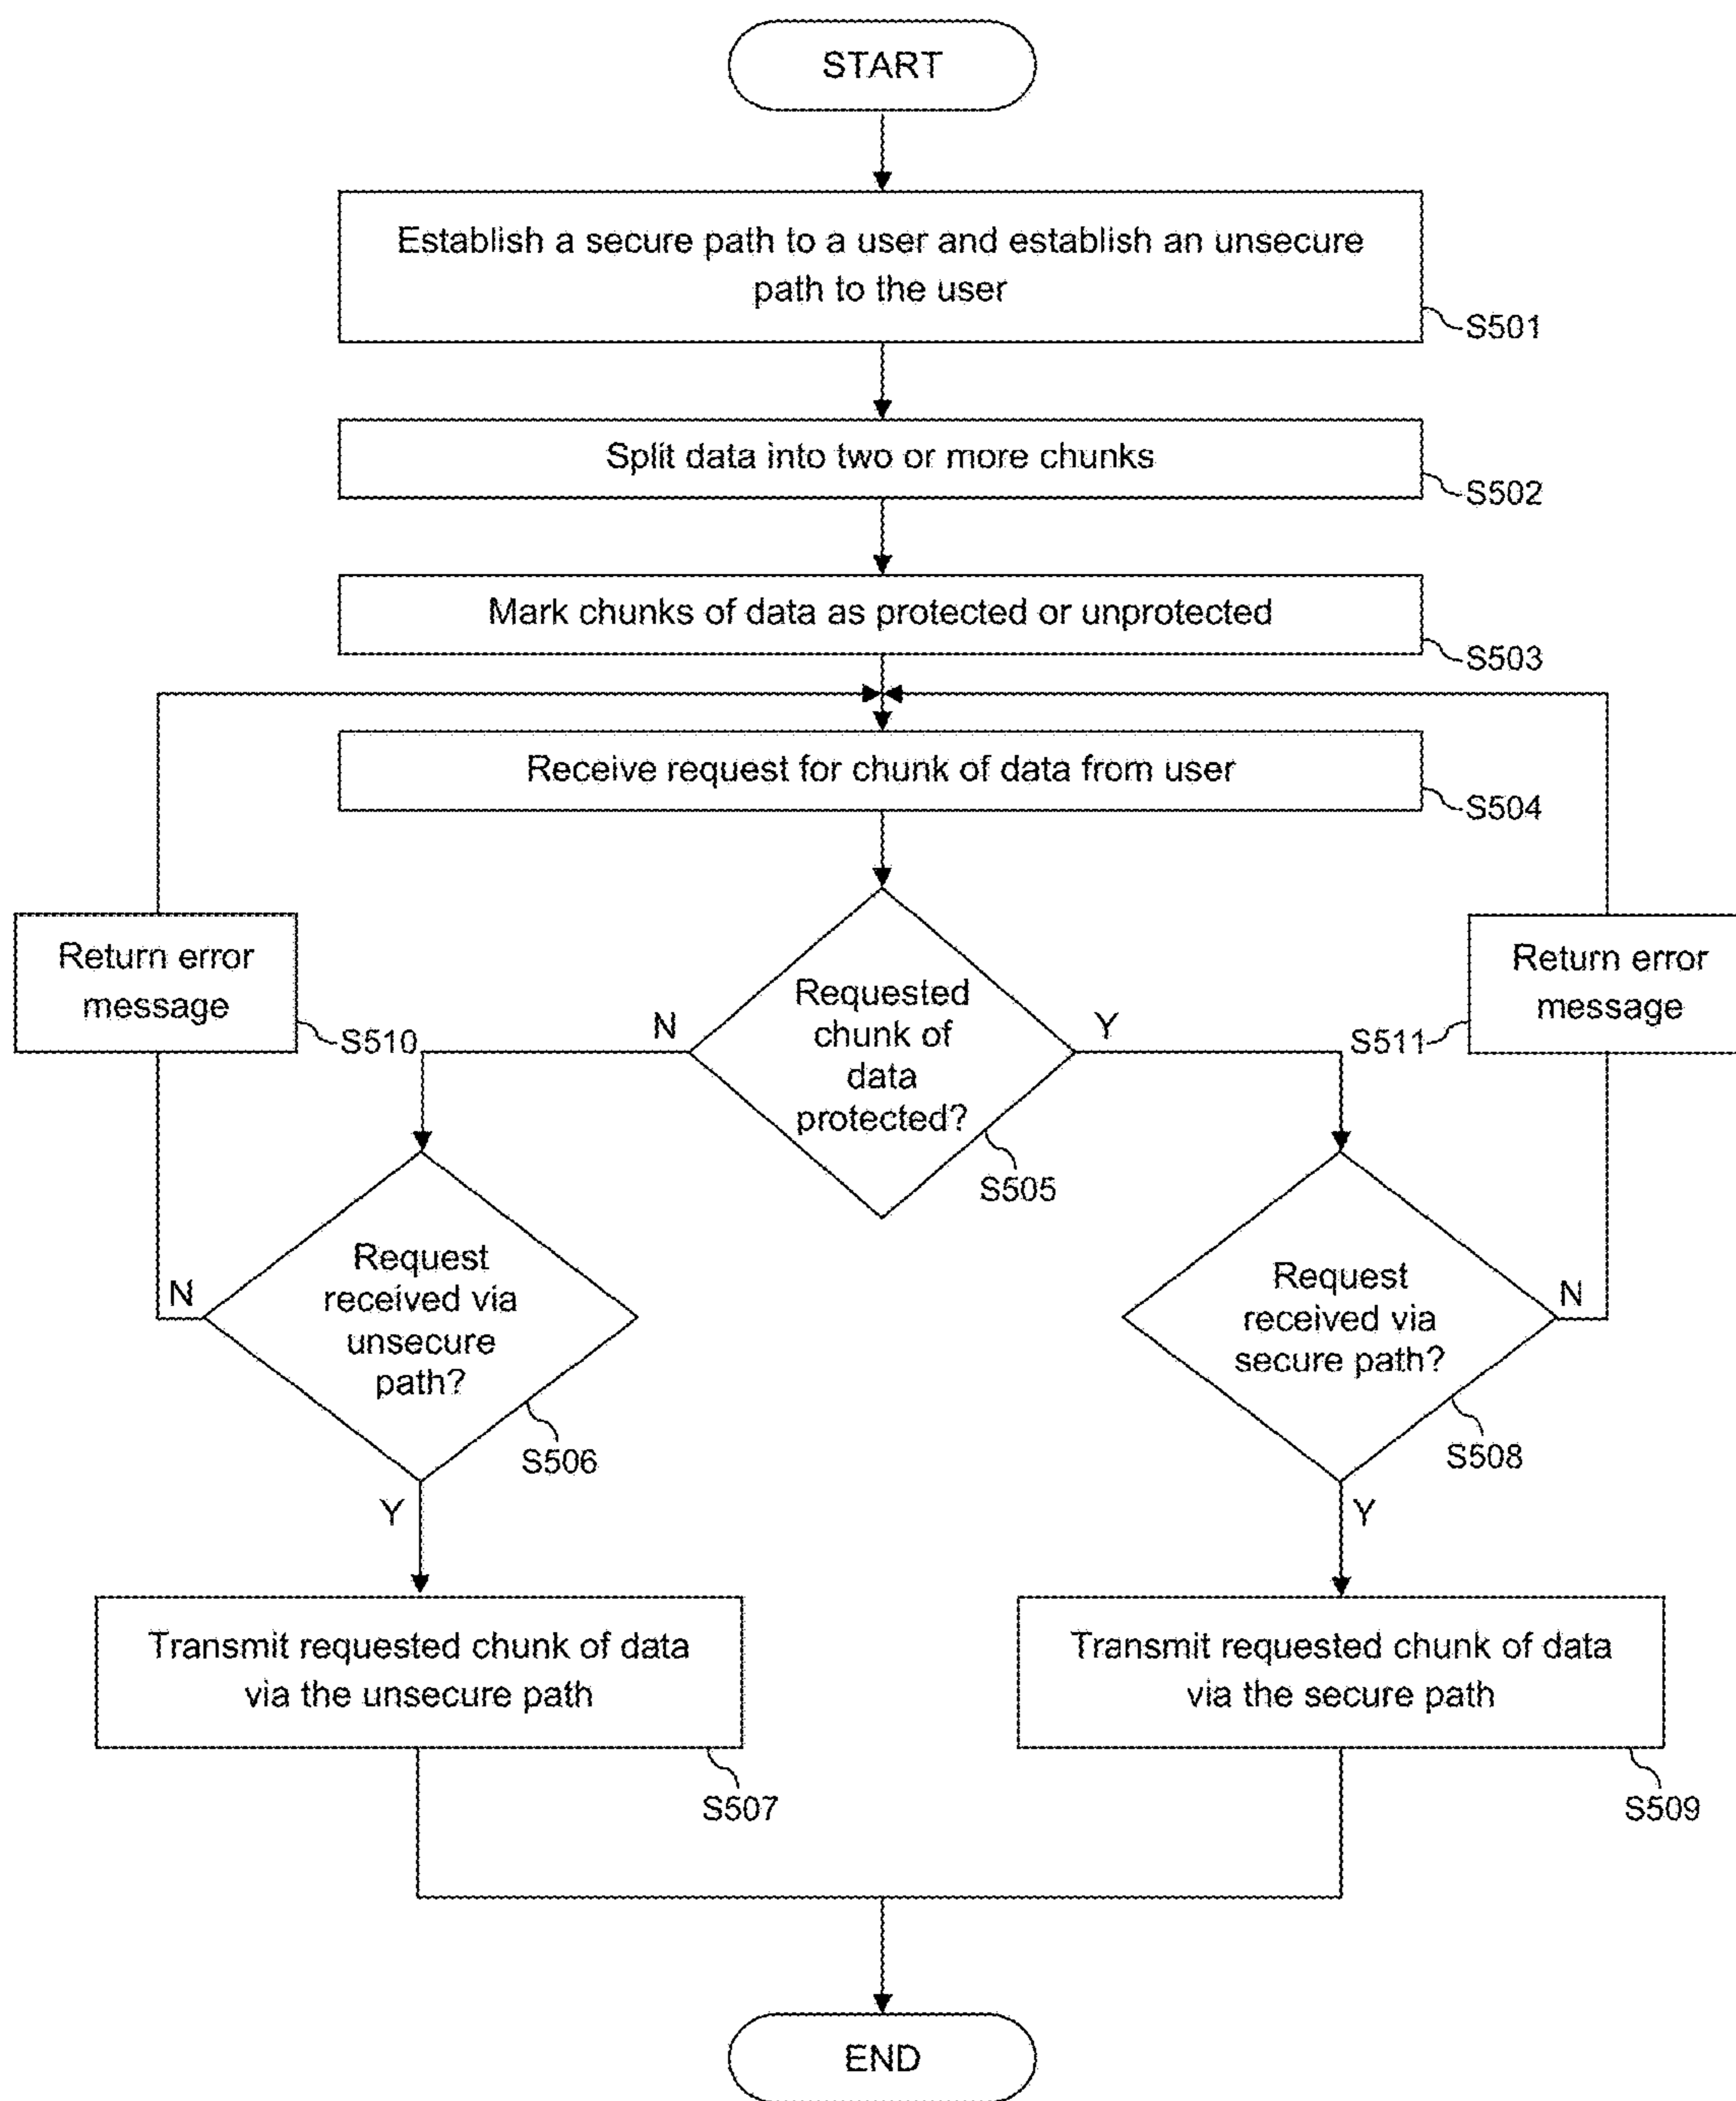 START
Establish a secure path to a user and establish an unsecure
path to the user
S501
Split data into two or more chunks
S502
Mark chunks of data as protected or unprotected
S503
Receive request for chunk of data from user
S504
Return error
message
S510
N
Requested
chunk of
data
protected?
Y
S505
Return error
message
S511
Request
received via
unsecure
path?
N
S506
Y
Request
received via
secure path?
N
S508
Y
Transmit requested chunk of data
via the unsecure path
S507
Transmit requested chunk of data
via the secure path
S509
END